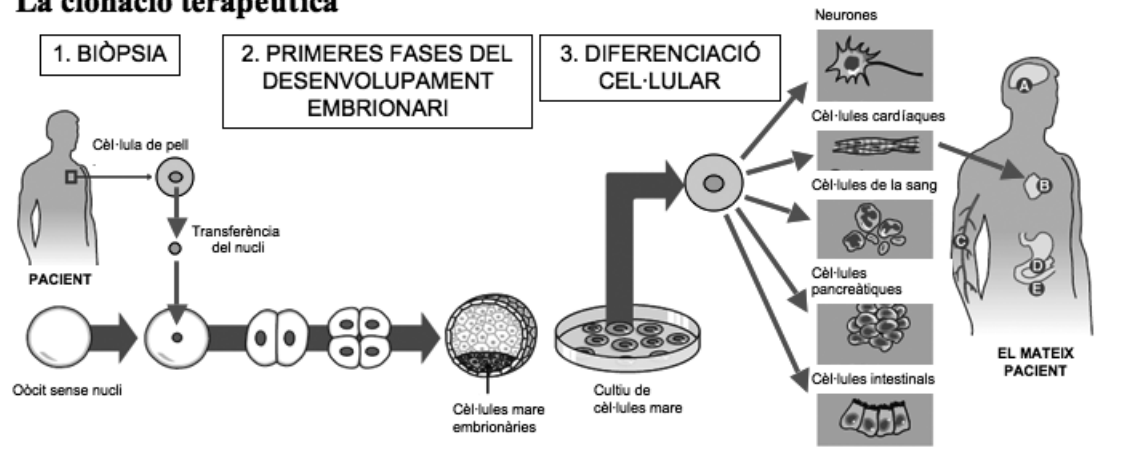 La clonació terapèutica
1. BIÒPSIA
2. PRIMERES FASES DEL
DESENVOLUPAMENT
EMBRIONARI
3. DIFERENCIACIÓ
CEL·LULAR
Cèl·lula de pell
Transferència
del nucli
PACIENT
Oòcit sense nucli
Cèl·lules mare
embrionàries
Cultiu de
cèl·lules mare
Neurones
Cèl·lules cardíaques
Cèl·lules de la sang
Cèl·lules
pancreàtiques
Cèl·lules intestinals
A
B
C
D
E
EL MATEIX
PACIENT